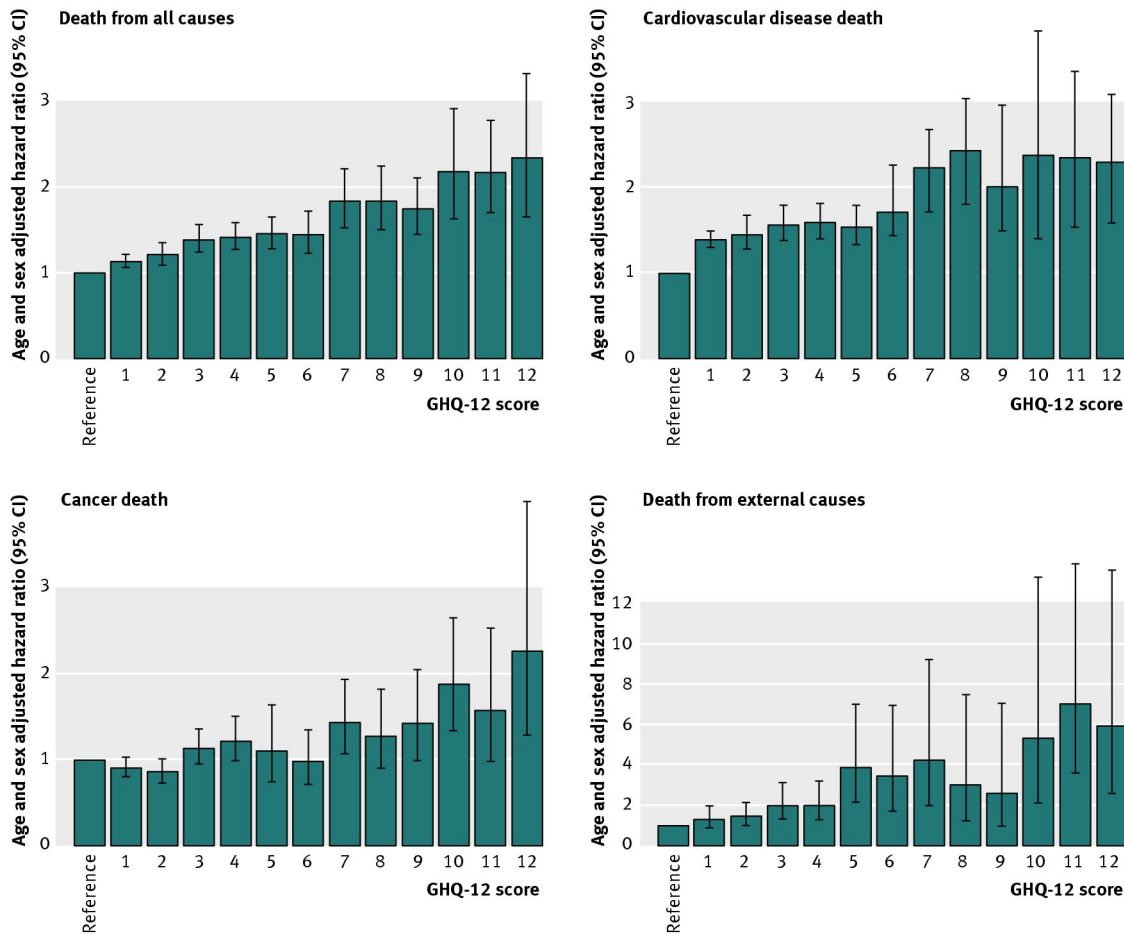 Death from all causes
Age and sex adjusted hazard ratio (95% CI)
3
2
1
0
Reference 1 2 3 4 5 6 7 8 9 10 11 12
GHQ-12 score
Cardiovascular disease death
Age and sex adjusted hazard ratio (95% CI)
3
2
1
0
Reference 1 2 3 4 5 6 7 8 9 10 11 12
GHQ-12 score
Cancer death
Age and sex adjusted hazard ratio (95% CI)
3
2
1
0
Reference 1 2 3 4 5 6 7 8 9 10 11 12
GHQ-12 score
Death from external causes
Age and sex adjusted hazard ratio (95% CI)
12
10
8
6
4
2
0
Reference 1 2 3 4 5 6 7 8 9 10 11 12
GHQ-12 score